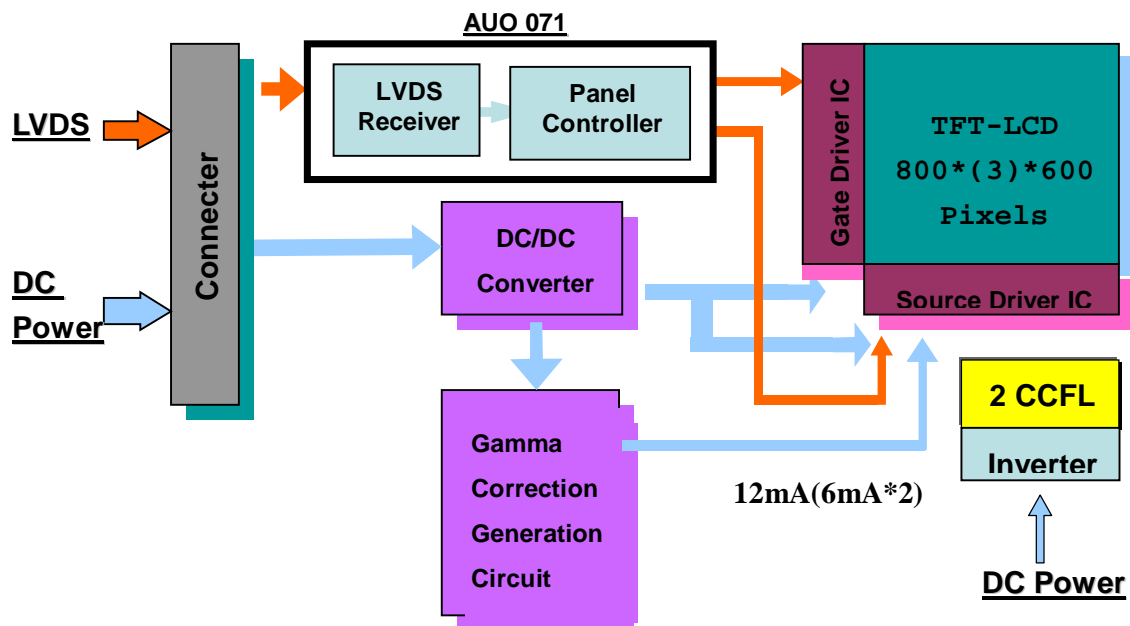 AUO 071
LVDS
DC
Power
Connecter
LVDS
Receiver
Panel
Controller
Gate Driver IC
TFT-LCD
800*(3)*600
Pixels
Source Driver IC
DC/DC
Converter
Gamma
Correction
Generation
Circuit
12mA(6mA*2)
2 CCFL
Inverter
DC Power